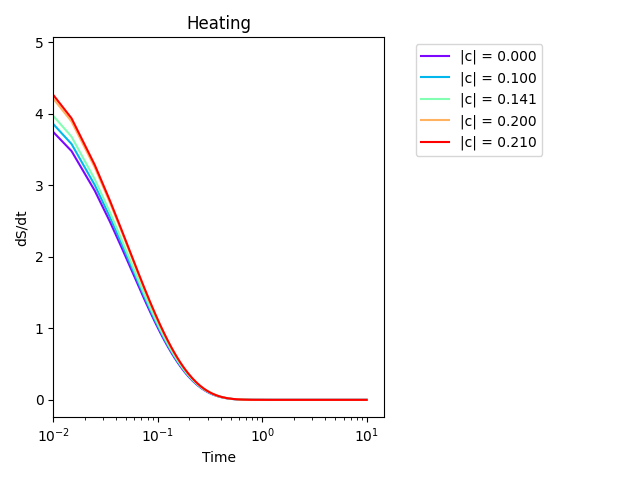 Heating
5
4
3
2
1
0
dS/dt
10⁻²
10⁻¹
10⁰
10¹
Time
|c| = 0.000
|c| = 0.100
|c| = 0.141
|c| = 0.200
|c| = 0.210